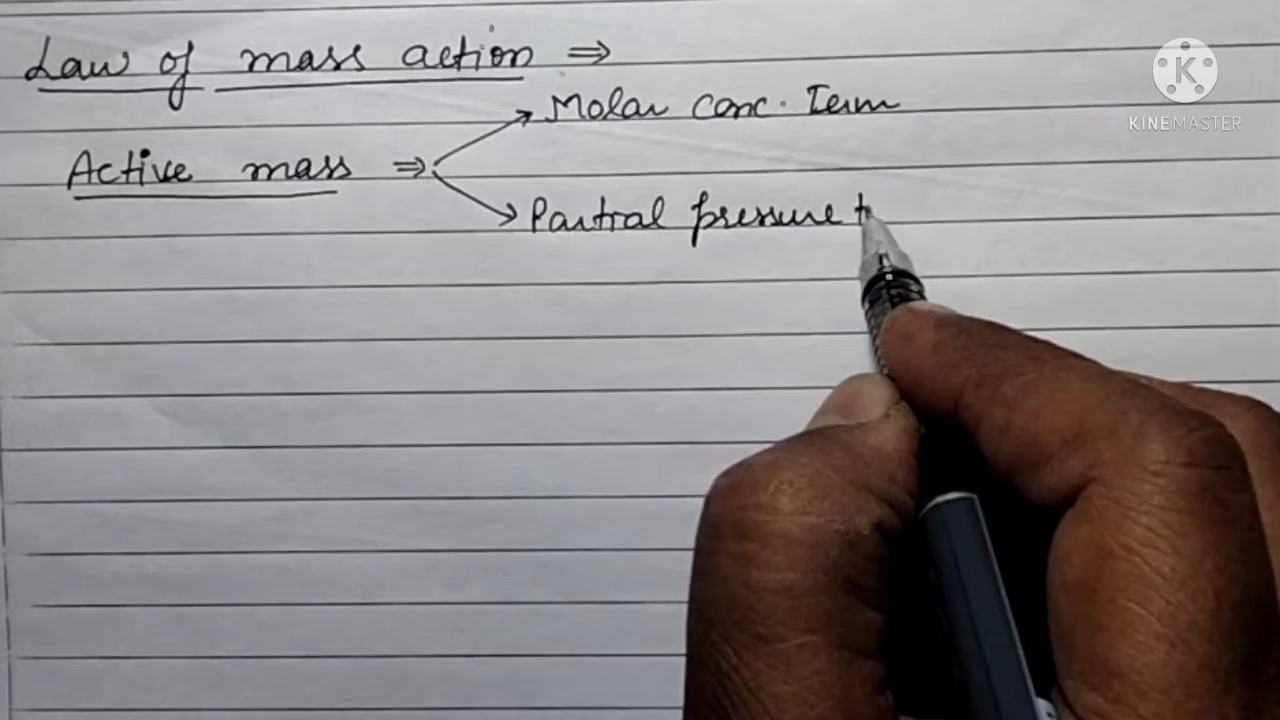 Law of mass action ⇒
Molar conc. Term
Active mass ⇒
Partial pressure t
K
KINEMASTER